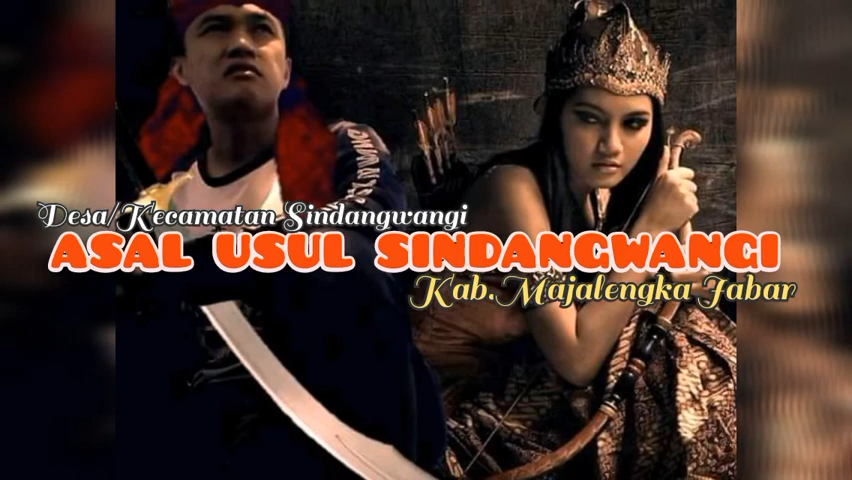 Desa/Kecamatan Sindangwangi
ASAL USUL SINDANGWANGI
Kab. Majalengka Jabar